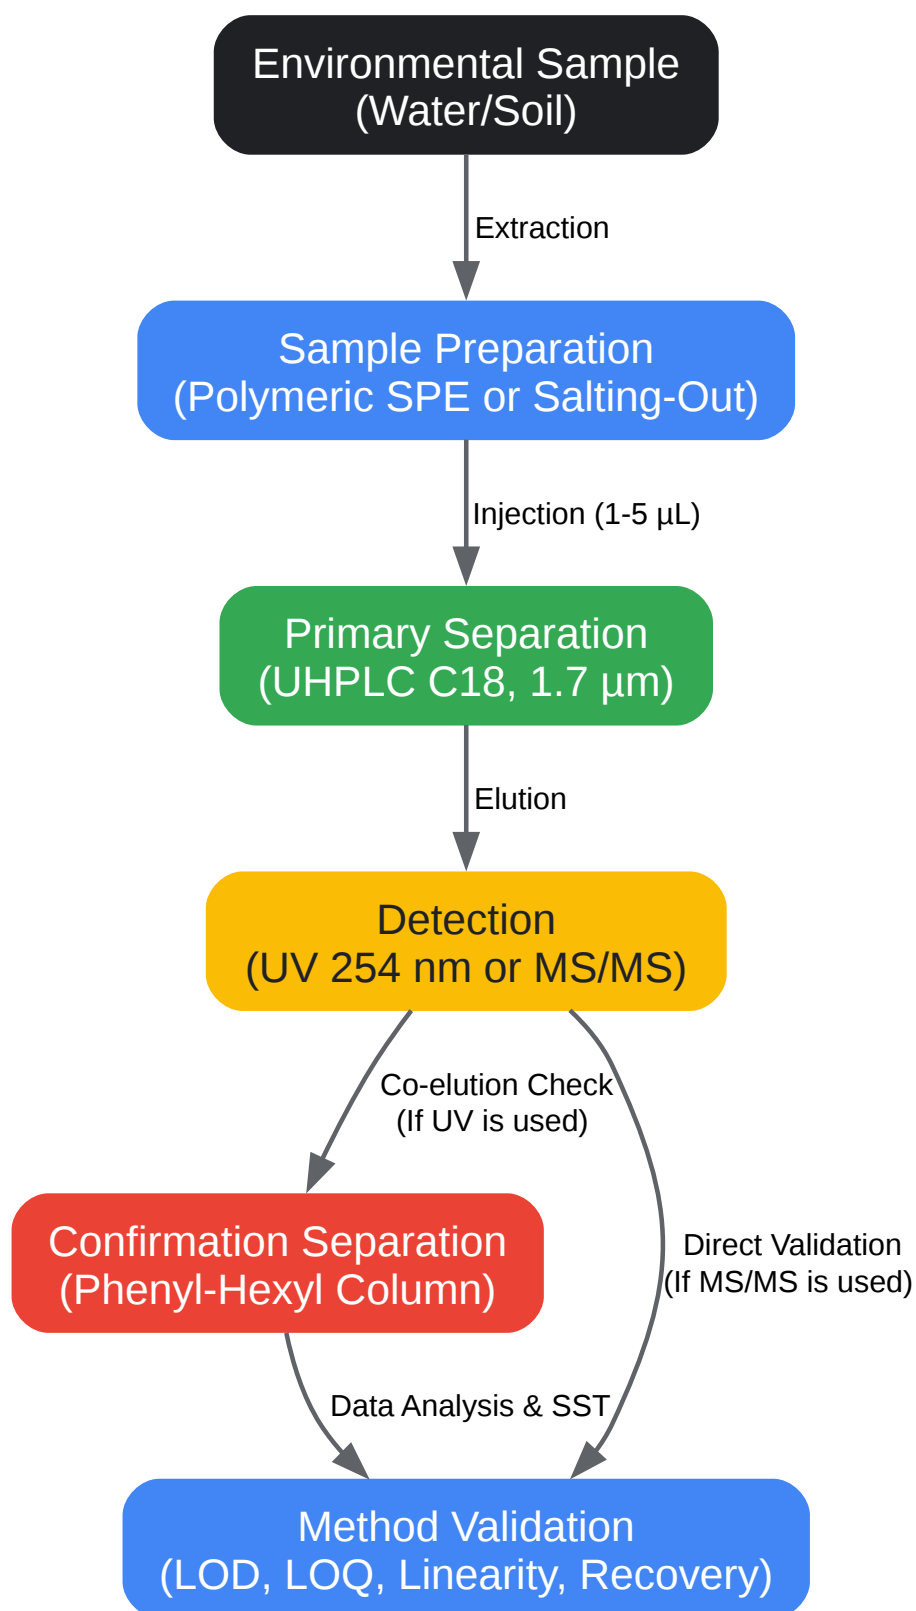 Environmental Sample
(Water/Soil)
Extraction
Sample Preparation
(Polymeric SPE or Salting-Out)
Injection (1-5 µL)
Primary Separation
(UHPLC C18, 1.7 µm)
Elution
Detection
(UV 254 nm or MS/MS)
Co-elution Check
(If UV is used)
Confirmation Separation
(Phenyl-Hexyl Column)
Direct Validation
(If MS/MS is used)
Data Analysis & SST
Method Validation
(LOD, LOQ, Linearity, Recovery)